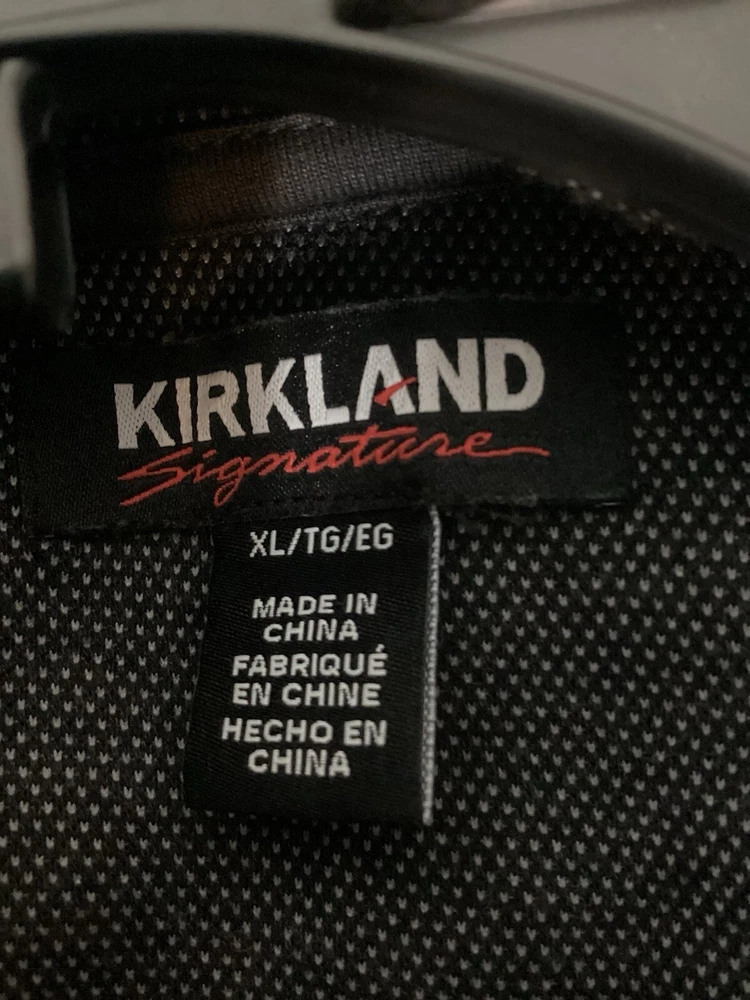 KIRKLAND
Signature
XL/TG/EG
MADE IN
CHINA
FABRIQUÉ
EN CHINE
HECHO EN
CHINA